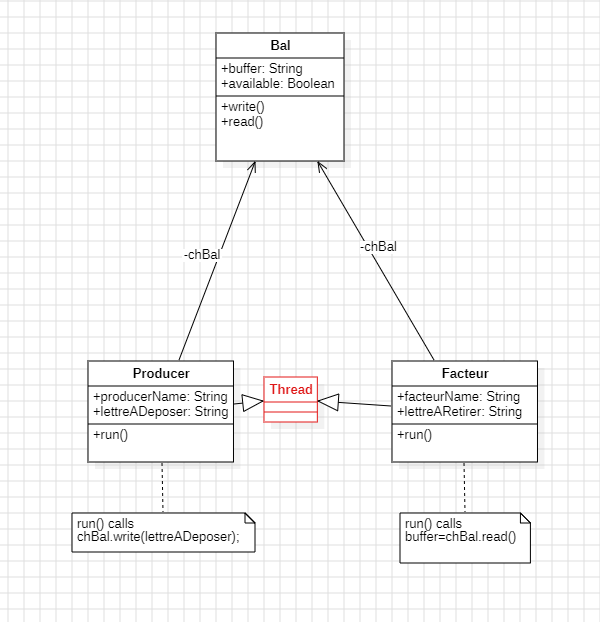 Bal
+buffer: String
+available: Boolean
+write()
+read()
-chBal
-chBal
Producer
+producerName: String
+lettreADeposer: String
+run()
Thread
Facteur
+facteurName: String
+lettreARetirer: String
+run()
run() calls
chBal.write(lettreADeposer);
run() calls
buffer=chBal.read()